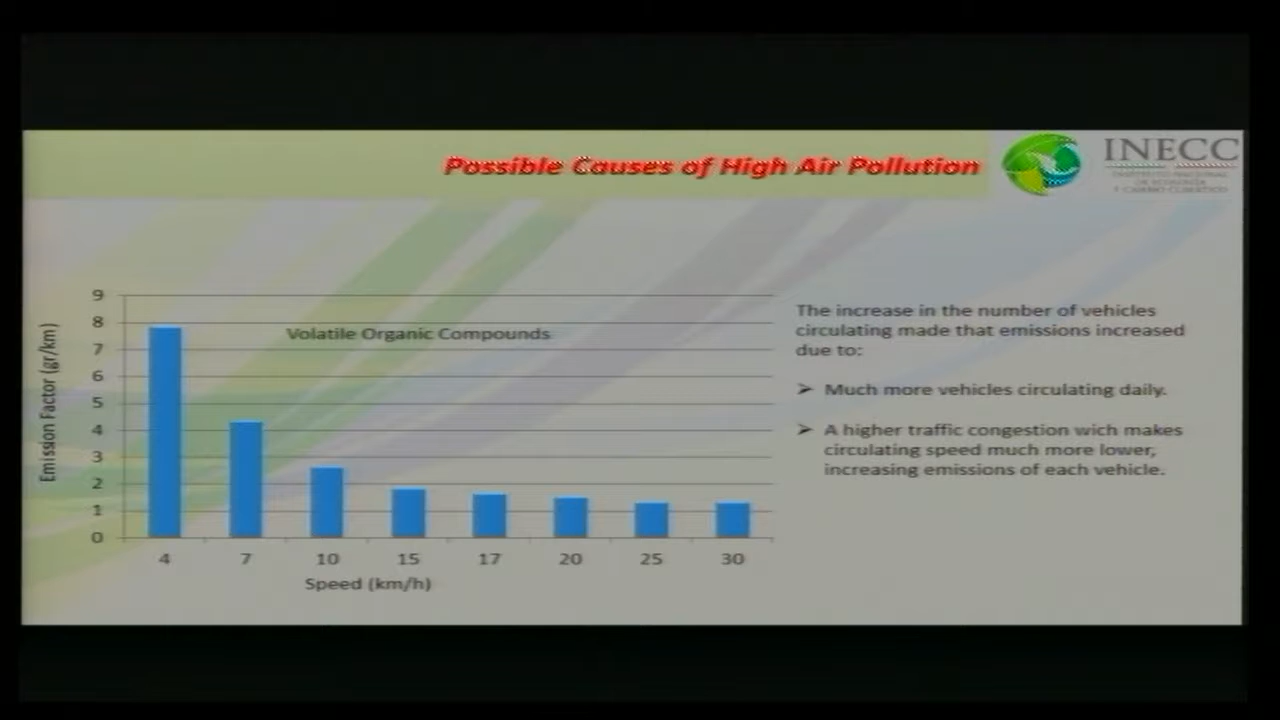 Possible Causes of High Air Pollution
INECC
INSTITUTO NACIONAL
DE ECOLOGÍA
Y CAMBIO CLIMÁTICO
Volatile Organic Compounds
Emission Factor (gr/km)
9
8
7
6
5
4
3
2
1
0
4 7 10 15 17 20 25 30
Speed (km/h)
The increase in the number of vehicles
circulating made that emissions increased
due to:
➢ Much more vehicles circulating daily.
➢ A higher traffic congestion wich makes
circulating speed much more lower,
increasing emissions of each vehicle.